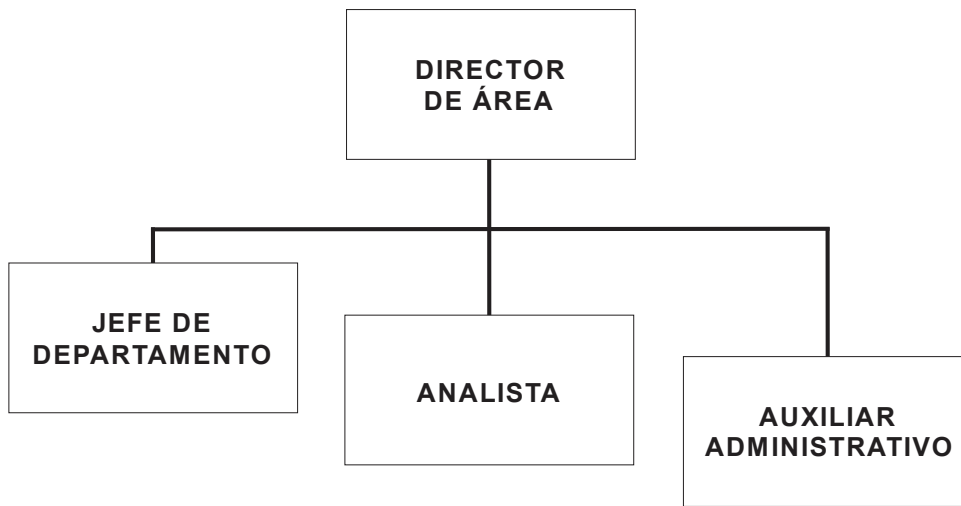 DIRECTOR
DE ÁREA
JEFE DE
DEPARTAMENTO
ANALISTA
AUXILIAR
ADMINISTRATIVO